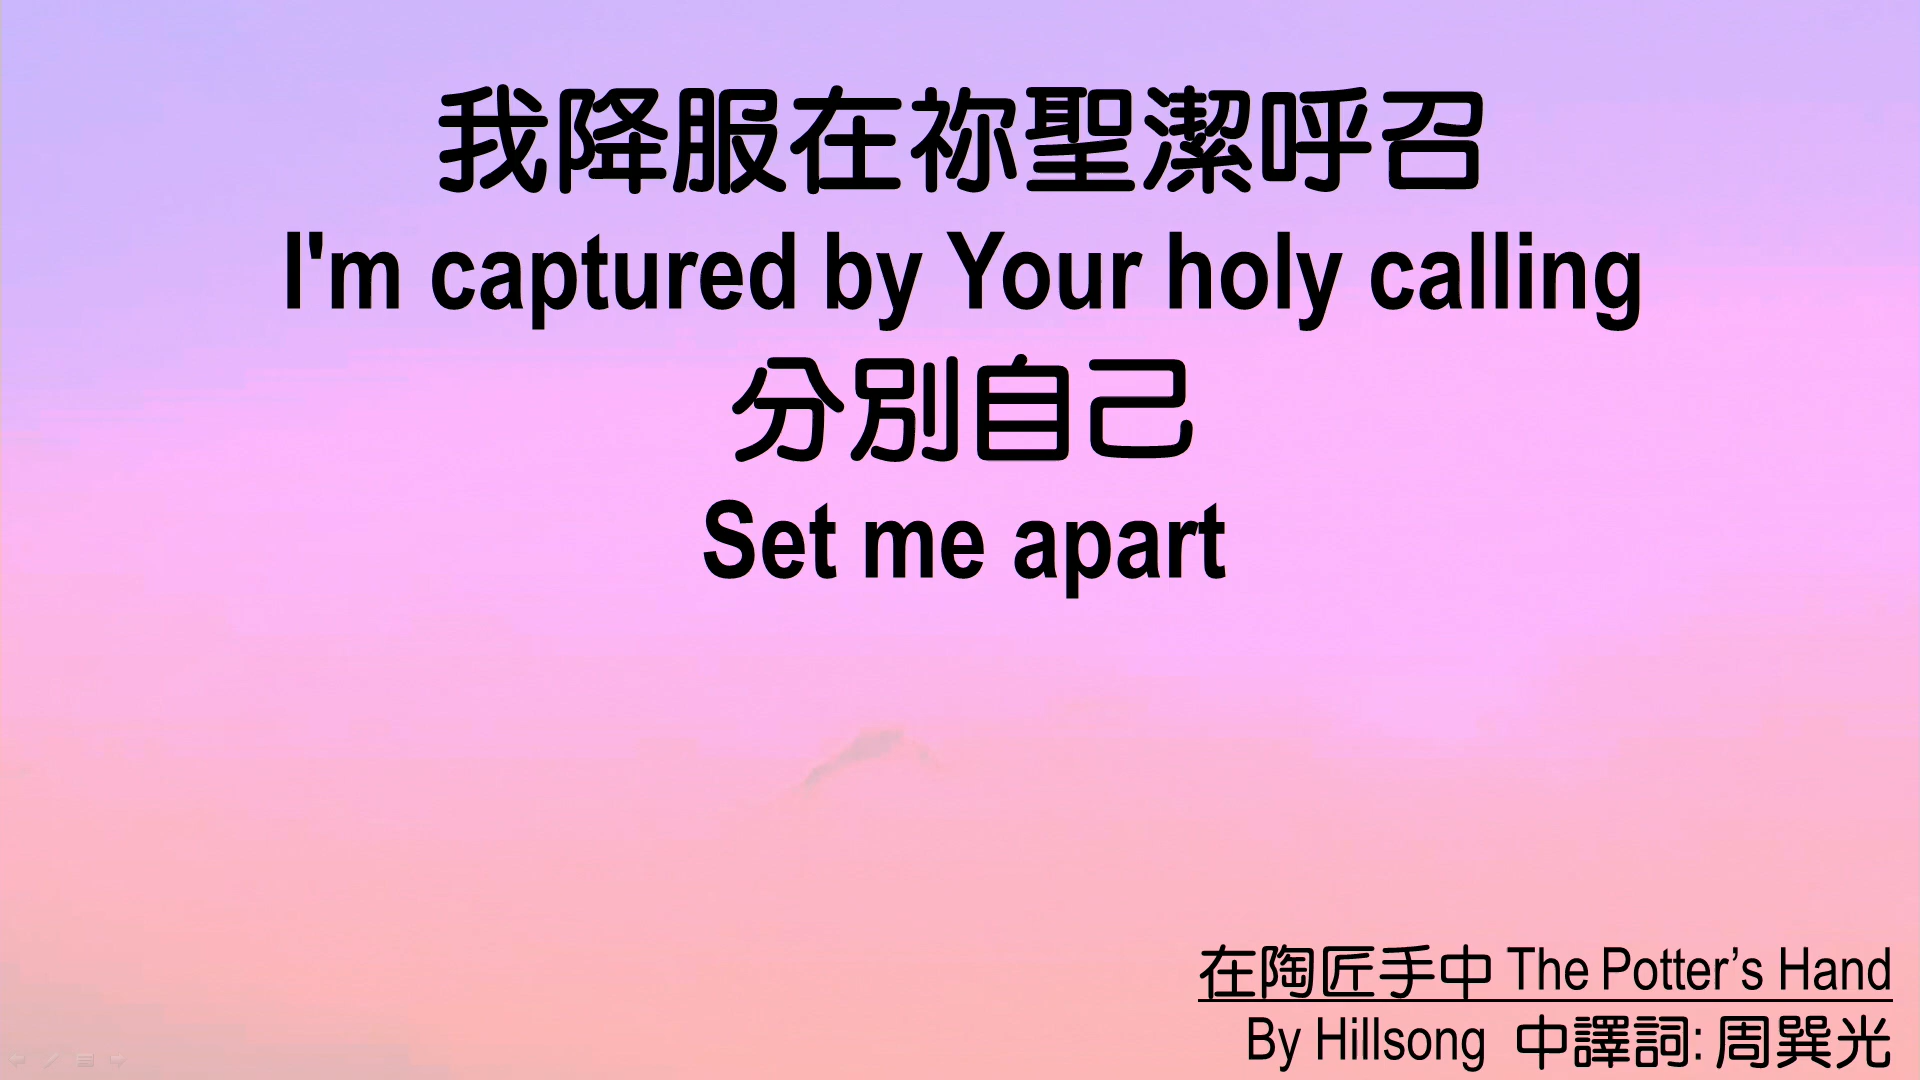 我降服在祢聖潔呼召
I'm captured by Your holy calling
分別自己
Set me apart
在陶匠手中 The Potter’s Hand
By Hillsong 中譯詞: 周巽光